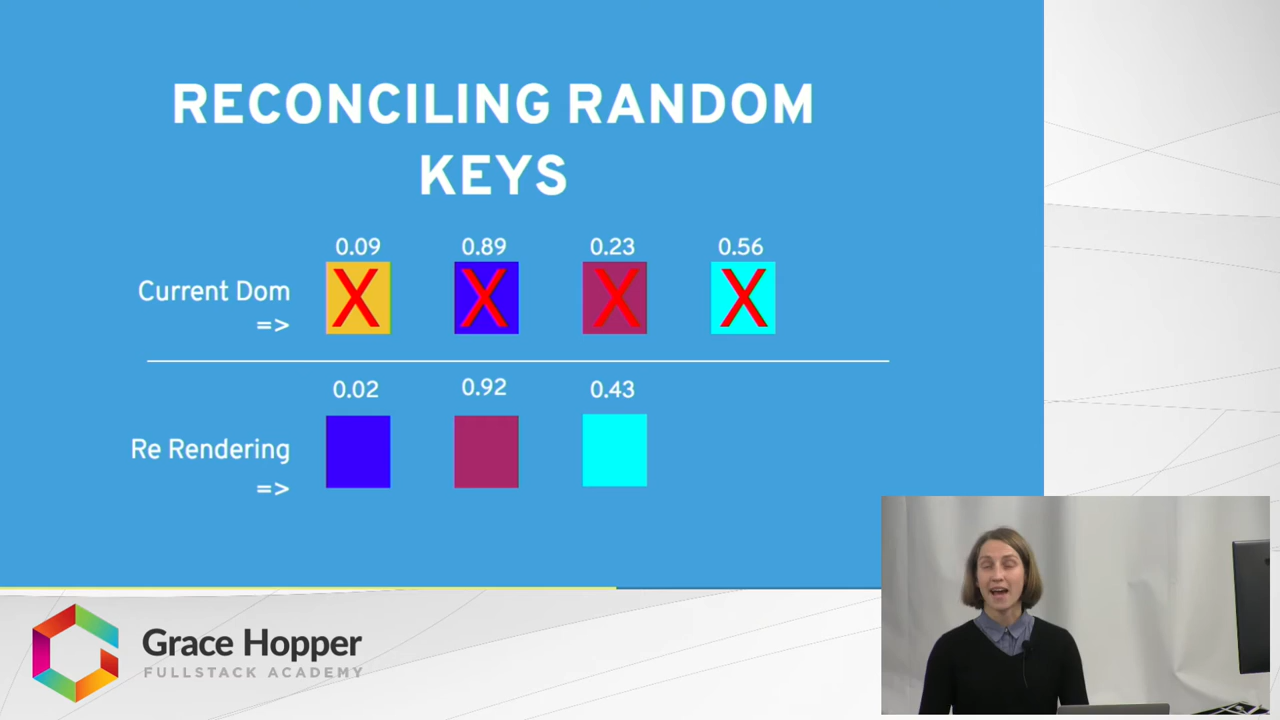 RECONCILING RANDOM
KEYS
0.09 0.89 0.23 0.56
Current Dom
=>
X X X X
0.02 0.92 0.43
Re Rendering
=>
Grace Hopper
FULLSTACK ACADEMY